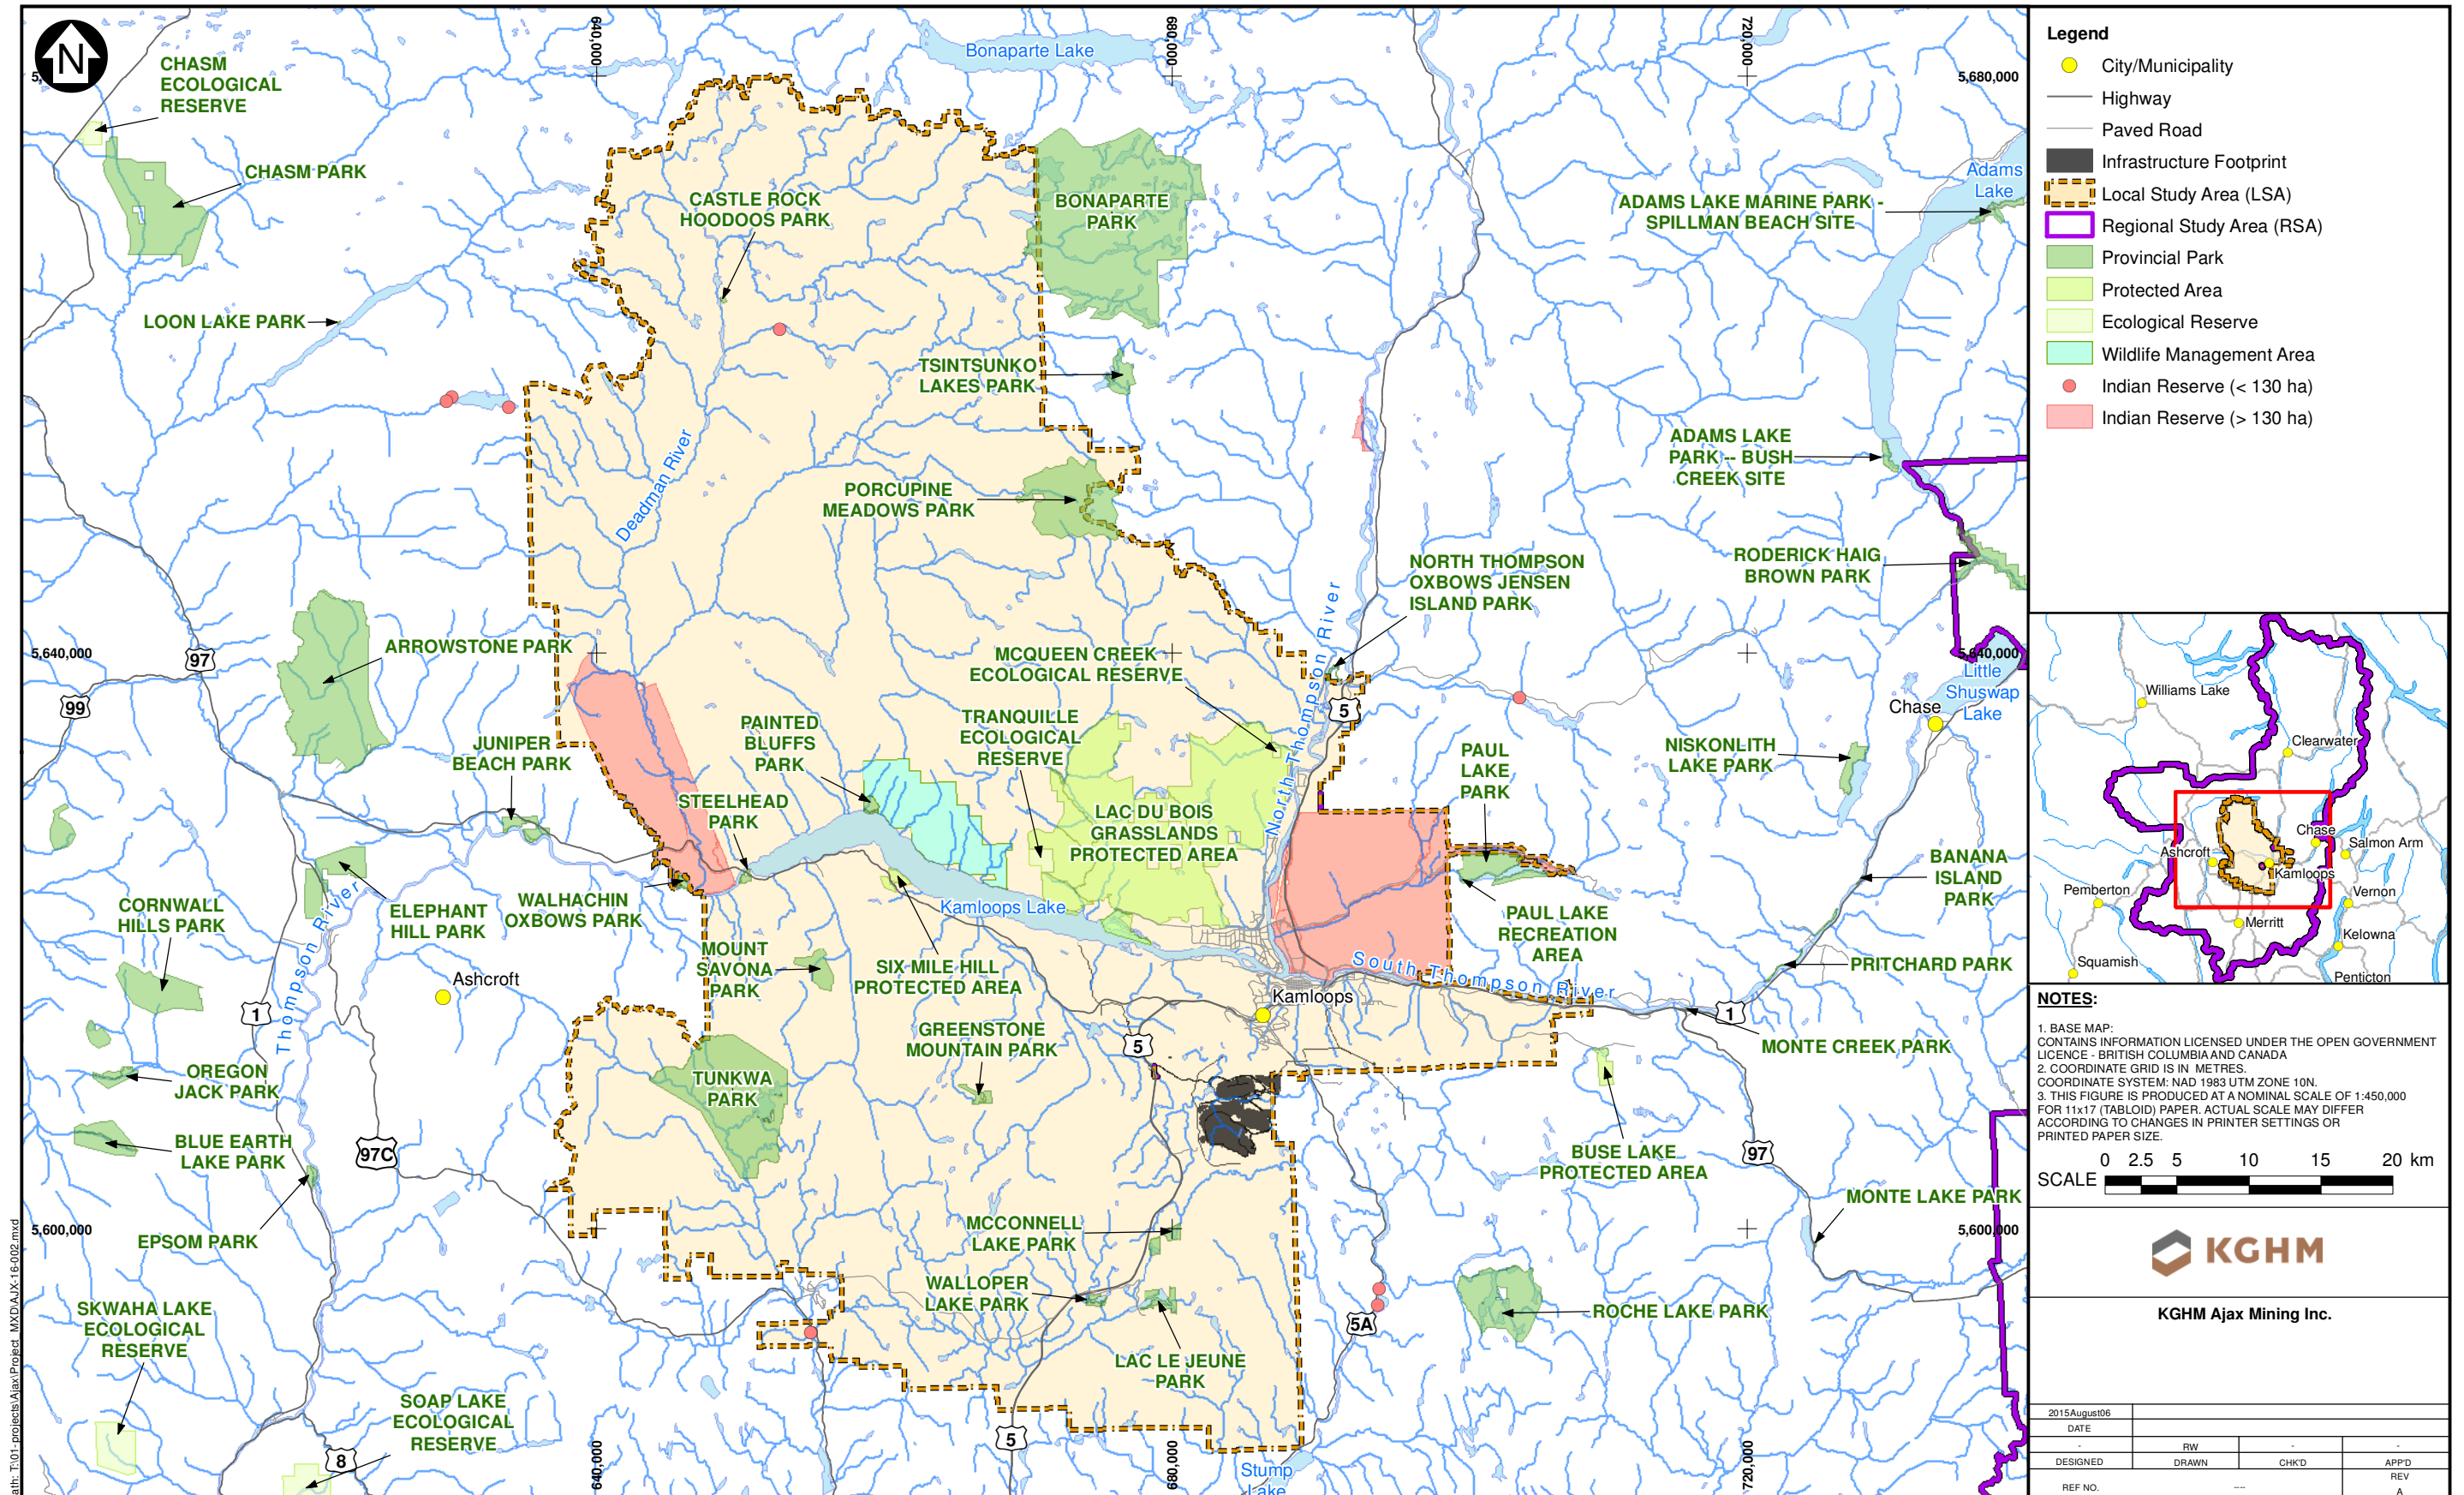 CHASM
ECOLOGICAL
RESERVE
CHASM PARK
LOON LAKE PARK
640,000
680,000
720,000
5,680,000
Bonaparte Lake
CASTLE ROCK
HOODOOS PARK
BONAPARTE
PARK
TSINTSUNKO
LAKES PARK
Deadman River
PORCUPINE
MEADOWS PARK
ADAMS LAKE MARINE PARK -
SPILLMAN BEACH SITE
Adams
Lake
ADAMS LAKE
PARK -- BUSH
CREEK SITE
RODERICK HAIG
BROWN PARK
NORTH THOMPSON
OXBOWS JENSEN
ISLAND PARK
North Thompson River
MCQUEEN CREEK
ECOLOGICAL RESERVE
5,640,000
5,640,000
97
99
ARROWSTONE PARK
JUNIPER
BEACH PARK
PAINTED
BLUFFS
PARK
TRANQUILLE
ECOLOGICAL
RESERVE
5
Little
Shuswap
Lake
Chase
PAUL
LAKE
PARK
NISKONLITH
LAKE PARK
STEELHEAD
PARK
LAC DU BOIS
GRASSLANDS
PROTECTED AREA
BANANA
ISLAND
PARK
CORNWALL
HILLS PARK
ELEPHANT
HILL PARK
WALHACHIN
OXBOWS PARK
Kamloops Lake
PAUL LAKE
RECREATION
AREA
MOUNT
SAVONA
PARK
SIX MILE HILL
PROTECTED AREA
South Thompson River
PRITCHARD PARK
Thompson River
Ashcroft
Kamloops
1
1
5
MONTE CREEK PARK
GREENSTONE
MOUNTAIN PARK
OREGON
JACK PARK
TUNKWA
PARK
BLUE EARTH
LAKE PARK
97C
BUSE LAKE
PROTECTED AREA
97
MONTE LAKE PARK
EPSOM PARK
5,600,000
5,600,000
MCCONNELL
LAKE PARK
WALLOPER
LAKE PARK
LAC LE JEUNE
PARK
ROCHE LAKE PARK
5A
SKWAHA LAKE
ECOLOGICAL
RESERVE
SOAP LAKE
ECOLOGICAL
RESERVE
8
5
640,000
680,000
720,000
Stump
Lake
ath: T:\01-projects\Ajax\Project_MXD\AJX-16-002.mxd
Legend
City/Municipality
Highway
Paved Road
Infrastructure Footprint
Local Study Area (LSA)
Regional Study Area (RSA)
Provincial Park
Protected Area
Ecological Reserve
Wildlife Management Area
Indian Reserve (< 130 ha)
Indian Reserve (> 130 ha)
Williams Lake
Clearwater
Chase
Salmon Arm
Ashcroft
Kamloops
Pemberton
Vernon
Merritt
Kelowna
Squamish
Penticton
NOTES:
1. BASE MAP:
CONTAINS INFORMATION LICENSED UNDER THE OPEN GOVERNMENT
LICENCE - BRITISH COLUMBIA AND CANADA
2. COORDINATE GRID IS IN METRES.
COORDINATE SYSTEM: NAD 1983 UTM ZONE 10N.
3. THIS FIGURE IS PRODUCED AT A NOMINAL SCALE OF 1:450,000
FOR 11x17 (TABLOID) PAPER. ACTUAL SCALE MAY DIFFER
ACCORDING TO CHANGES IN PRINTER SETTINGS OR
PRINTED PAPER SIZE.
0 2.5 5 10 15 20 km
SCALE
KGHM
KGHM Ajax Mining Inc.
2015August06
DATE
- RW - -
DESIGNED DRAWN CHK'D APP'D
REF NO. --- REV
A
N